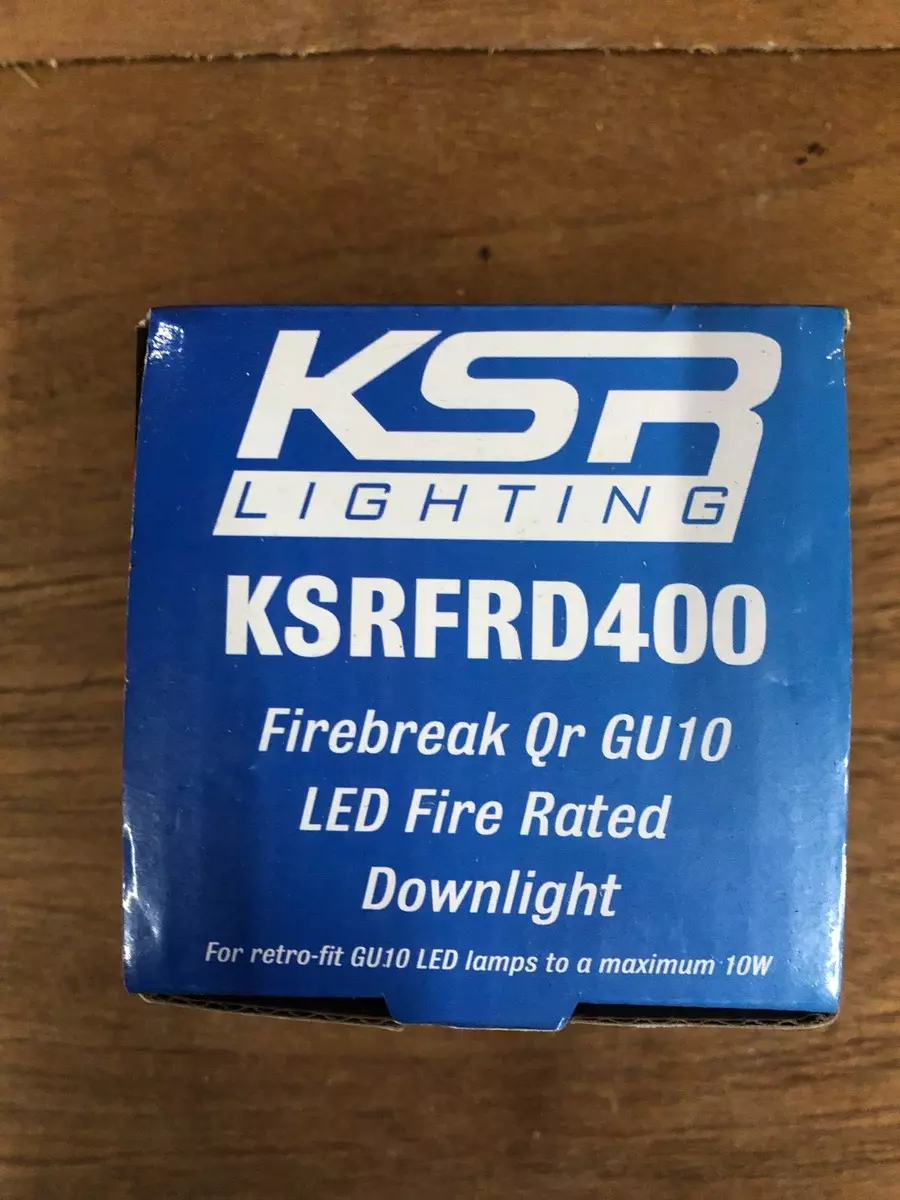 KSR
LIGHTING
KSRFRD400
Firebreak Qr GU10
LED Fire Rated
Downlight
For retro-fit GU10 LED lamps to a maximum 10W